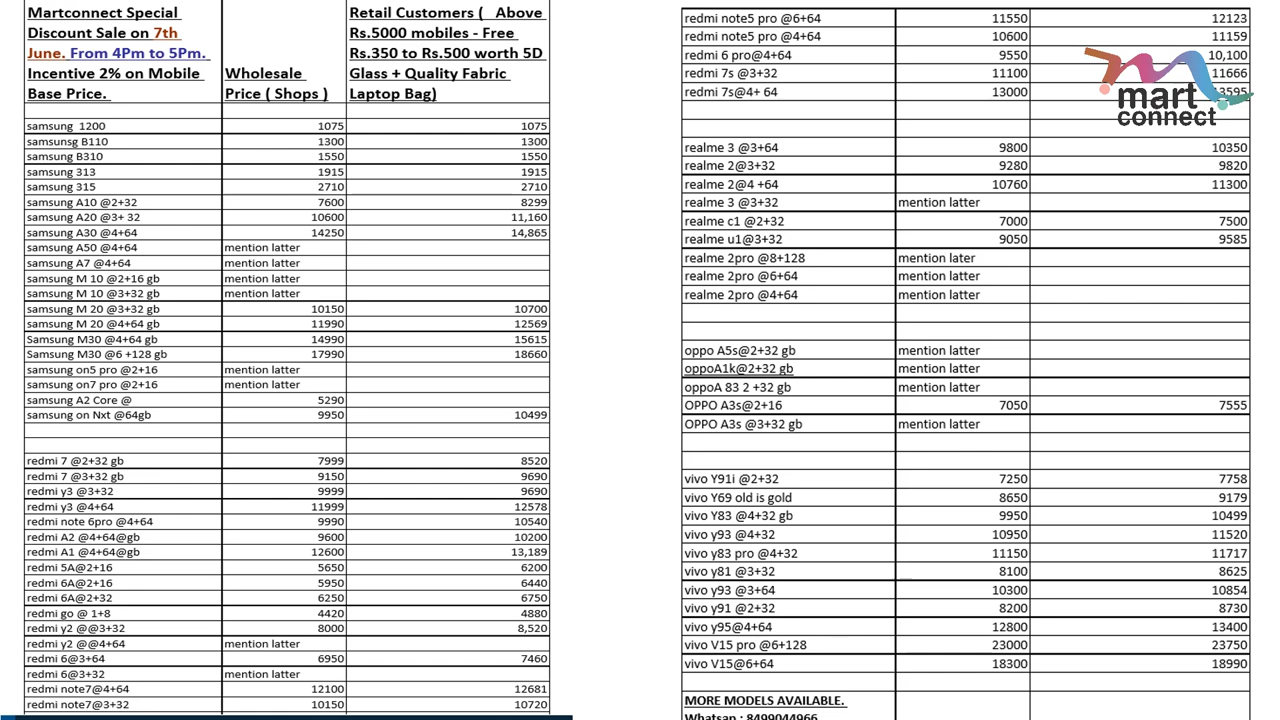 Martconnect Special
Discount Sale on 7th
June. From 4Pm to 5Pm.
Incentive 2% on Mobile
Base Price.
Wholesale
Price ( Shops )
Retail Customers ( Above
Rs.5000 mobiles - Free
Rs.350 to Rs.500 worth 5D
Glass + Quality Fabric
Laptop Bag)
samsung 1200 1075 1075
samsunsg B110 1300 1300
samsung B310 1550 1550
samsung 313 1915 1915
samsung 315 2710 2710
samsung A10 @2+32 7600 8299
samsung A20 @3+ 32 10600 11,160
samsung A30 @4+64 14250 14,865
samsung A50 @4+64 mention latter
samsung A7 @4+64 mention latter
samsung M 10 @2+16 gb mention latter
samsung M 10 @3+32 gb mention latter
samsung M 20 @3+32 gb 10150 10700
samsung M 20 @4+64 gb 11990 12569
samsung M30 @4+64 gb 14990 15615
Samsung M30 @6 +128 gb 17990 18660
samsung on5 pro @2+16 mention latter
samsung on7 pro @2+16 mention latter
samsung A2 Core @ 5290
samsung on Nxt @64gb 9950 10499
redmi 7 @2+32 gb 7999 8520
redmi 7 @3+32 gb 9150 9690
redmi y3 @3+32 9999 9690
redmi y3 @4+64 11999 12578
redmi note 6pro @4+64 9990 10540
redmi A2 @4+64@gb 9600 10200
redmi A1 @4+64@gb 12600 13,189
redmi 5A@2+16 5650 6200
redmi 6A@2+16 5950 6440
redmi 6A@2+32 6250 6750
redmi go @ 1+8 4420 4880
redmi y2 @@3+32 8000 8,520
redmi y2 @@4+64 mention latter
redmi 6@3+64 6950 7460
redmi 6@3+32 mention latter
redmi note7@4+64 12100 12681
redmi note7@3+32 10150 10720
redmi note5 pro @6+64 11550 12123
redmi note5 pro @4+64 10600 11159
redmi 6 pro@4+64 9550 10,100
redmi 7s @3+32 11100 11666
redmi 7s@4+ 64 13000 13595
mart
connect
realme 3 @3+64 9800 10350
realme 2@3+32 9280 9820
realme 2@4 +64 10760 11300
realme 3 @3+32 mention latter
realme c1 @2+32 7000 7500
realme u1@3+32 9050 9585
realme 2pro @8+128 mention later
realme 2pro @6+64 mention latter
realme 2pro @4+64 mention latter
oppo A5s@2+32 gb mention latter
oppoA1k@2+32 gb mention latter
oppoA 83 2 +32 gb mention latter
OPPO A3s@2+16 7050 7555
OPPO A3s @3+32 gb mention latter
vivo Y91i @2+32 7250 7758
vivo Y69 old is gold 8650 9179
vivo Y83 @4+32 gb 9950 10499
vivo y93 @4+32 10950 11520
vivo y83 pro @4+32 11150 11717
vivo y81 @3+32 8100 8625
vivo y93 @3+64 10300 10854
vivo y91 @2+32 8200 8730
vivo y95@4+64 12800 13400
vivo V15 pro @6+128 23000 23750
vivo V15@6+64 18300 18990
MORE MODELS AVAILABLE.
Whatsap : 8499044966